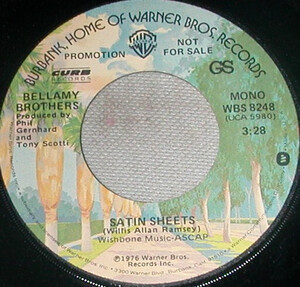 BURBANK, HOME OF WARNER BROS. RECORDS
PROMOTION
NOT
FOR SALE
WB
CURB
RECORDS
GS
BELLAMY
BROTHERS
Produced by
Phil
Gernhard
and
Tony Scotti
MONO
WBS 8248
(UCA 5980)
3:28
SATIN SHEETS
(Willis Allan Ramsey)
Wishbone Music-ASCAP
©1976 Warner Bros.
Records Inc.